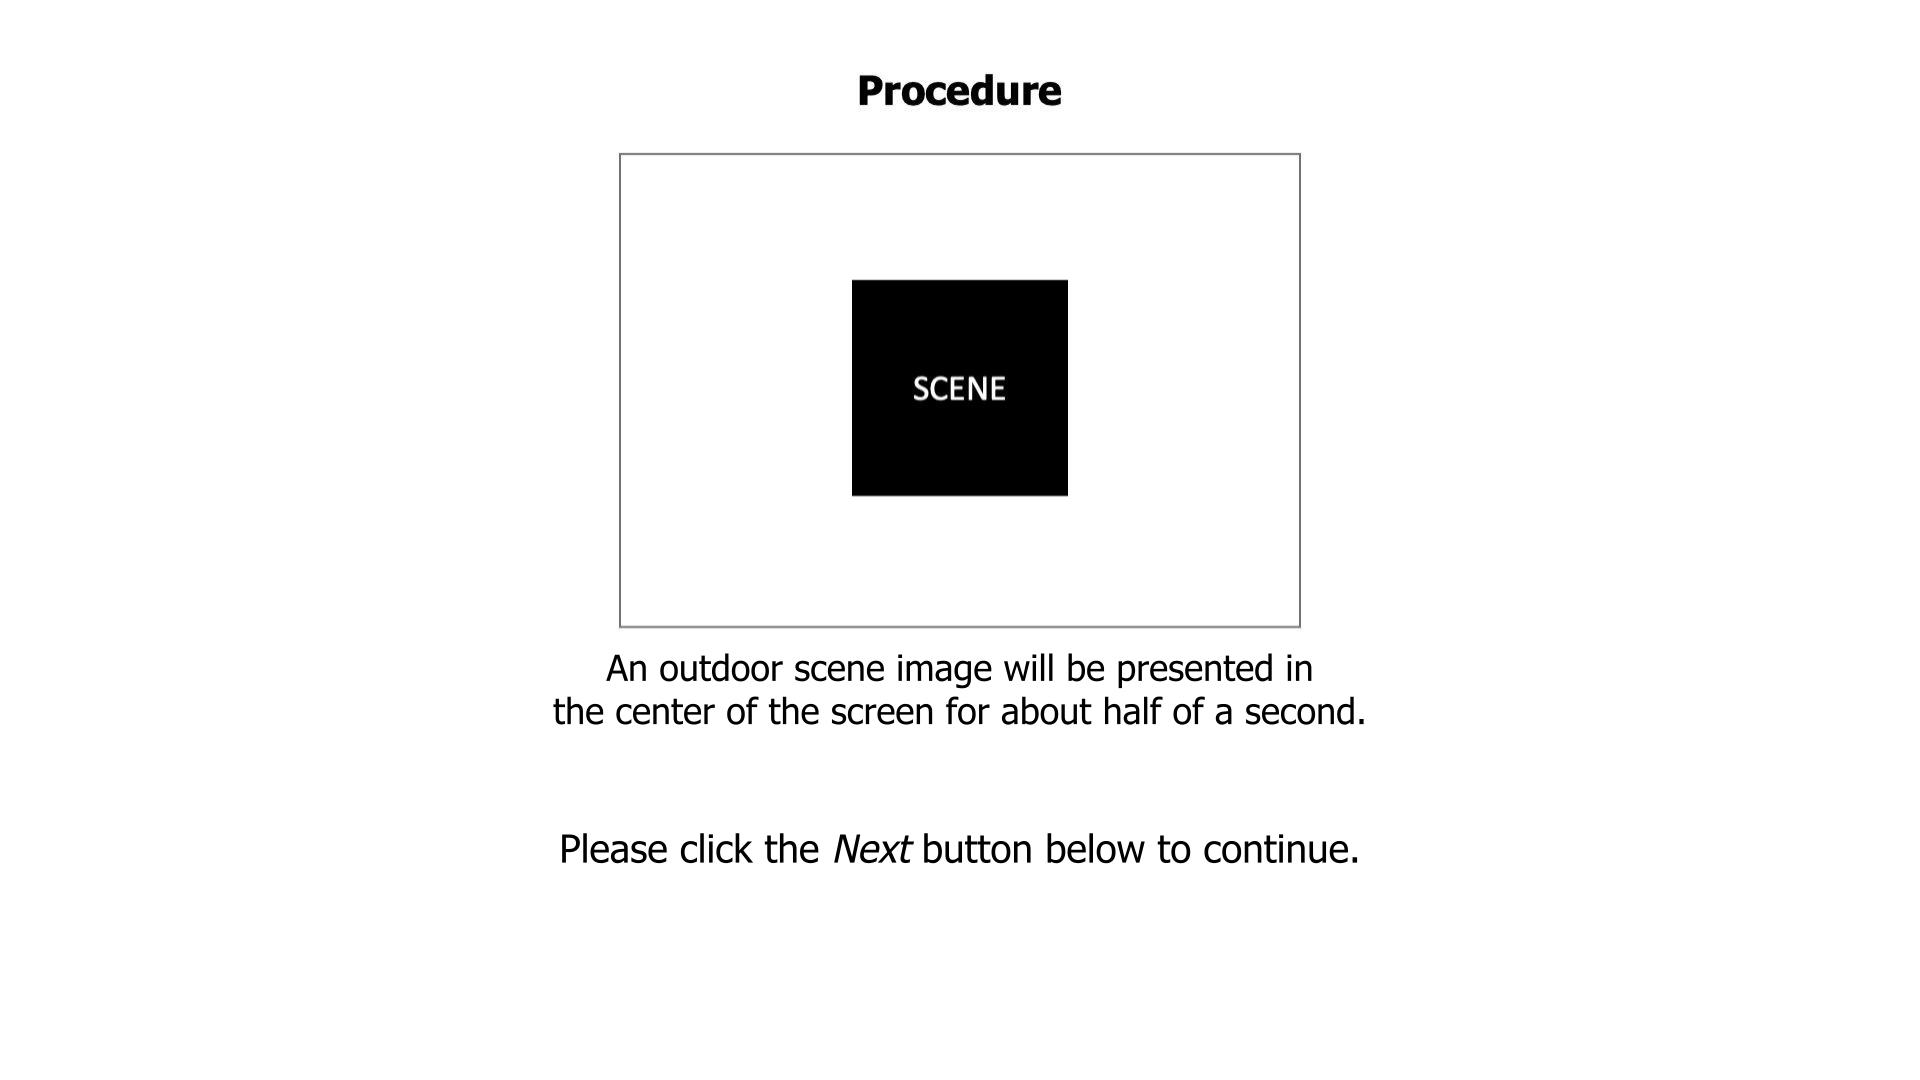 Procedure
SCENE
An outdoor scene image will be presented in
the center of the screen for about half of a second.
Please click the Next button below to continue.